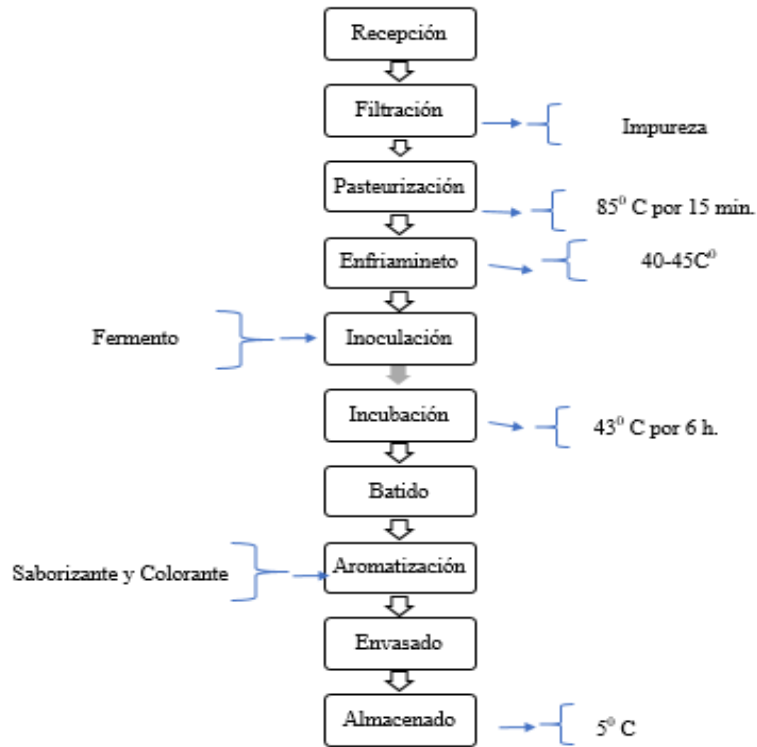 Recepción
Filtración
Impureza
Pasteurización
85⁰ C por 15 min.
Enfriamineto
40-45C⁰
Fermento
Inoculación
Incubación
43⁰ C por 6 h.
Batido
Saborizante y Colorante
Aromatización
Envasado
Almacenado
5⁰ C